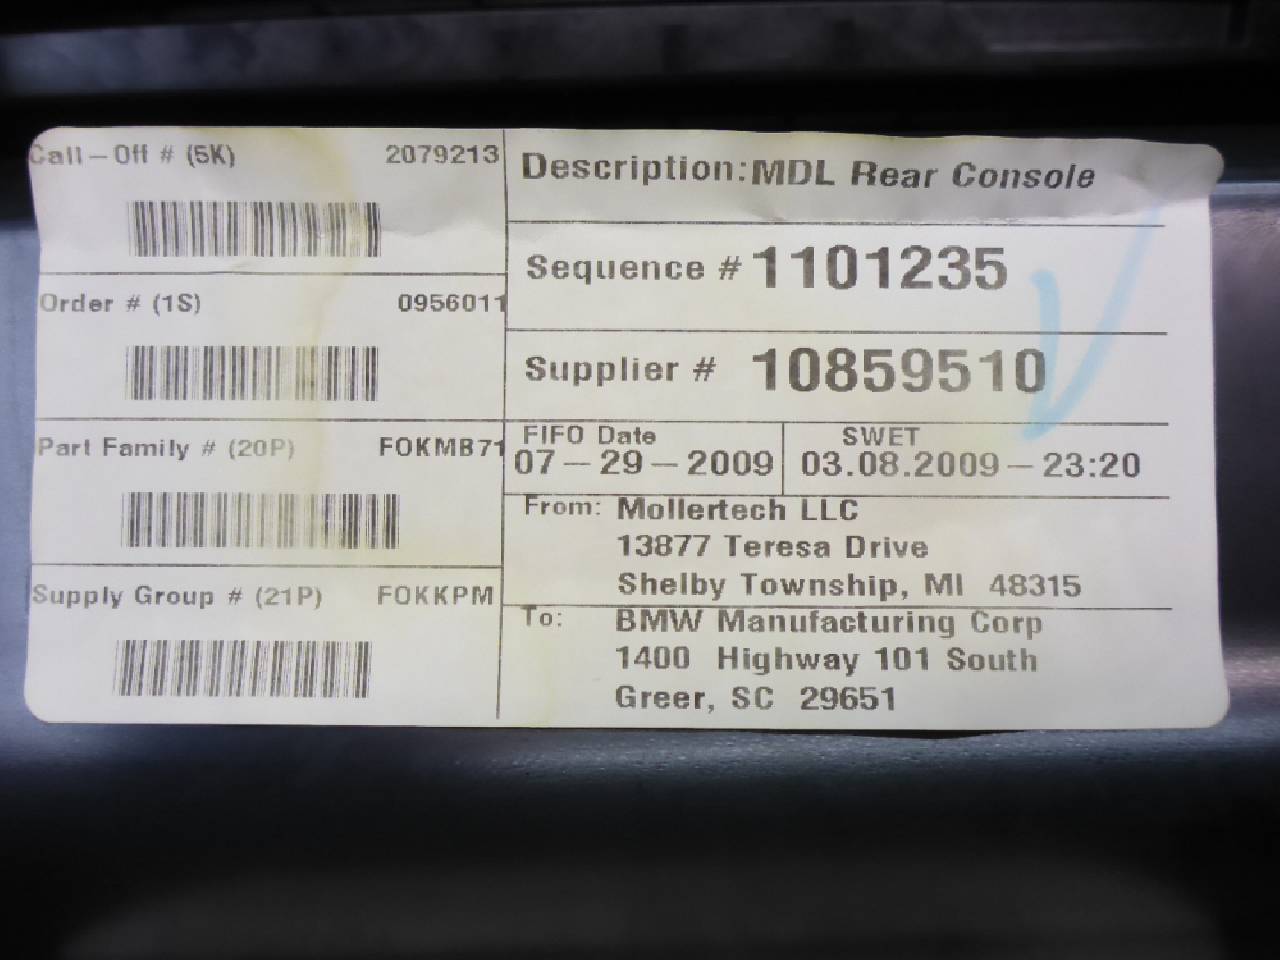 Call-Off # (5K) 2079213
Order # (1S) 0956011
Part Family # (20P) FOKMB71
Supply Group # (21P) FOKKPM
Description: MDL Rear Console
Sequence # 1101235
Supplier # 10859510
FIFO Date
07-29-2009
SWET
03.08.2009-23:20
From: Mollertech LLC
13877 Teresa Drive
Shelby Township, MI 48315
To: BMW Manufacturing Corp
1400 Highway 101 South
Greer, SC 29651